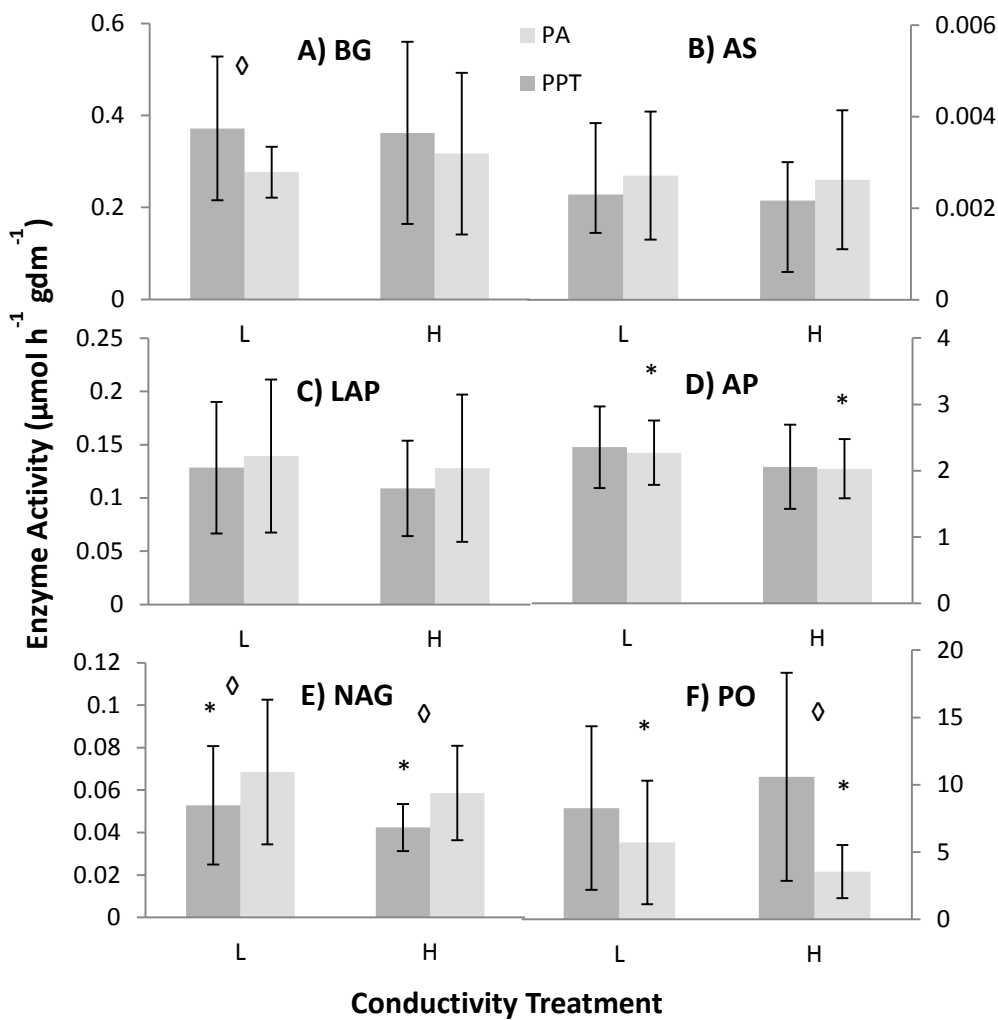 Enzyme Activity (µmol h⁻¹ gdm⁻¹)
A) BG
0.6
0.4
0.2
0
◊
L
H
PA
PPT
B) AS
0.006
0.004
0.002
0
L
H
C) LAP
0.25
0.2
0.15
0.1
0.05
0
L
H
D) AP
4
3
2
1
0
*
*
L
H
E) NAG
0.12
0.1
0.08
0.06
0.04
0.02
0
* ◊
* ◊
L
H
F) PO
20
15
10
5
0
*
◊
*
L
H
Conductivity Treatment